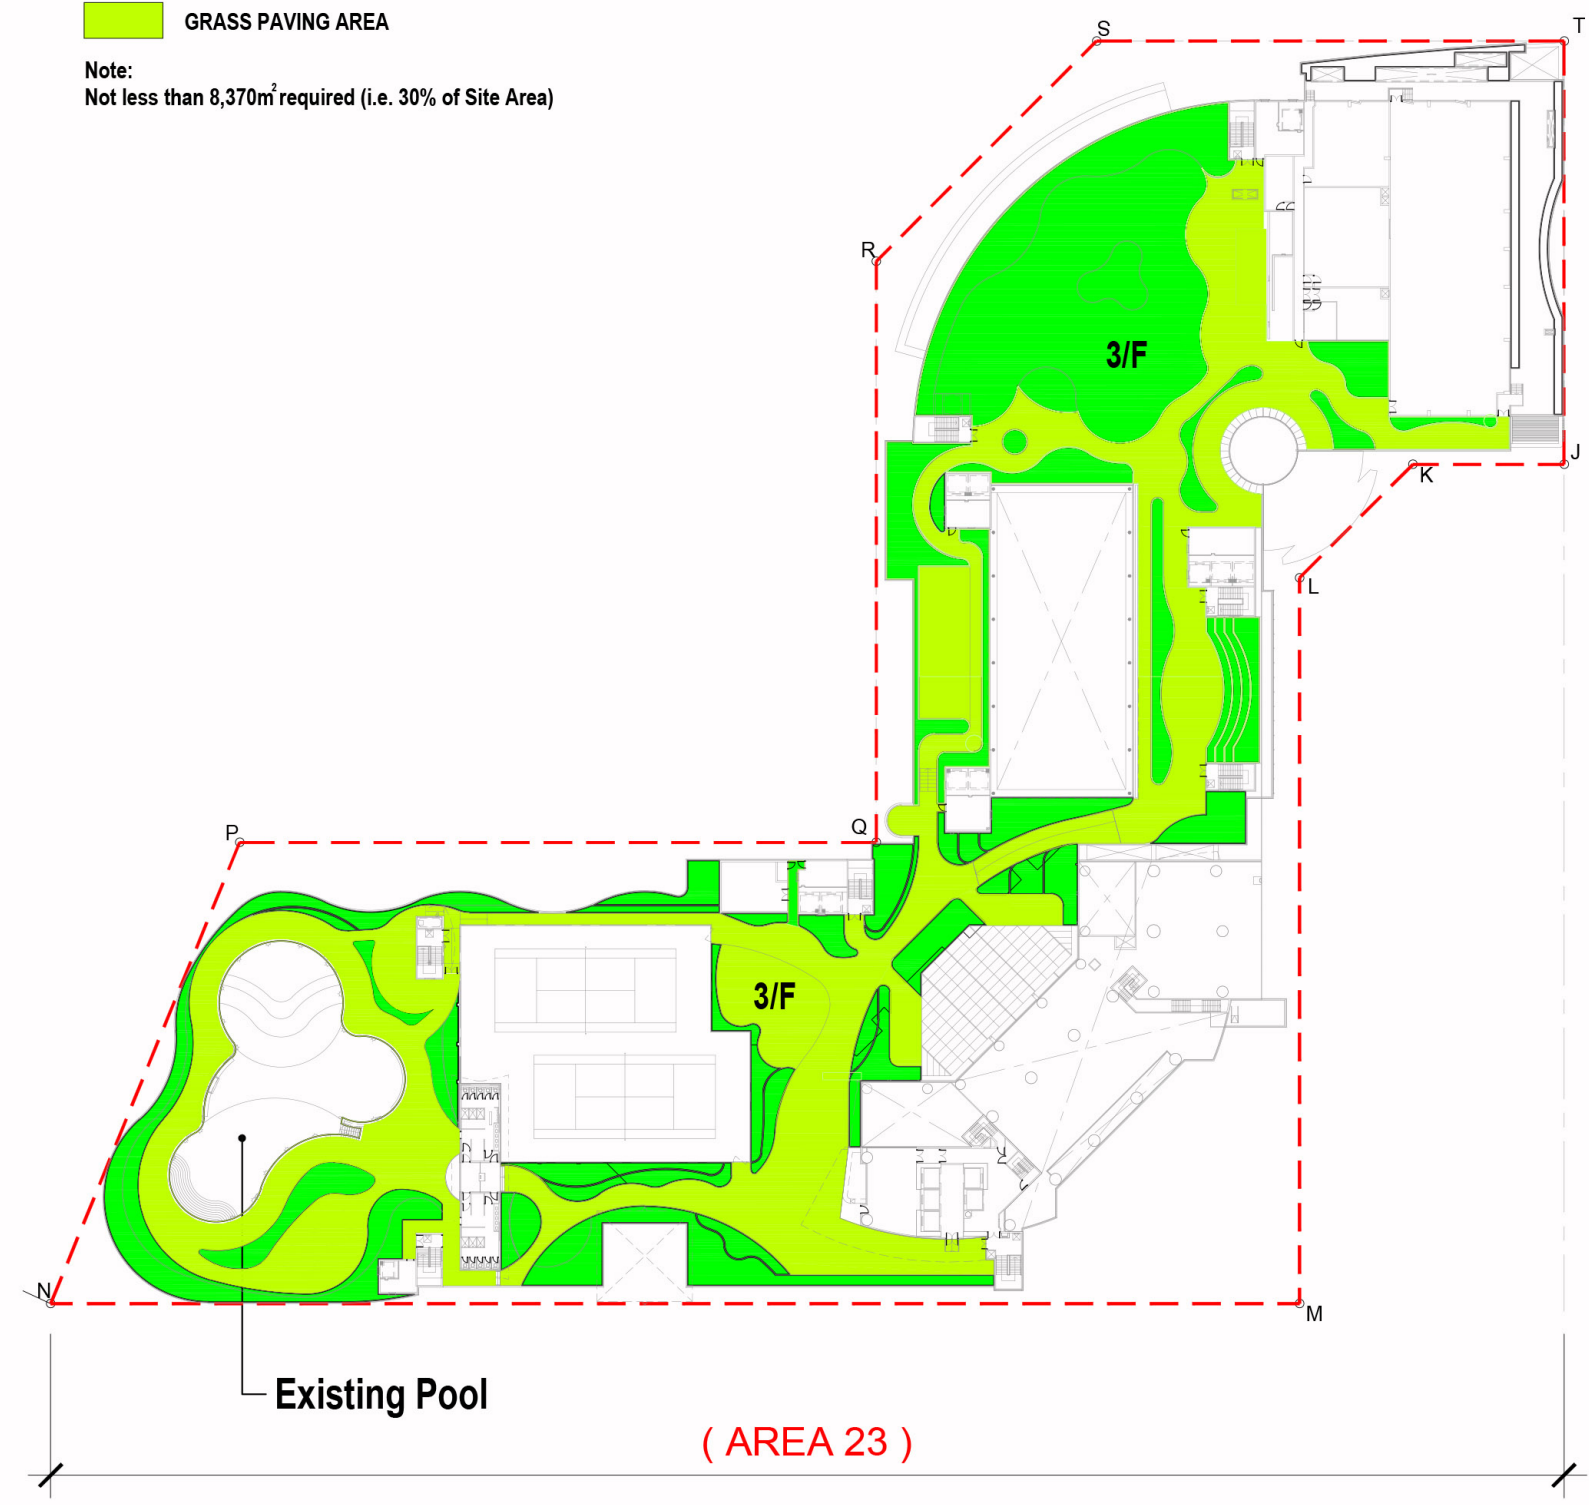 GRASS PAVING AREA
Note:
Not less than 8,370m² required (i.e. 30% of Site Area)
S
T
R
3/F
J
K
L
Q
P
3/F
N
M
Existing Pool
( AREA 23 )